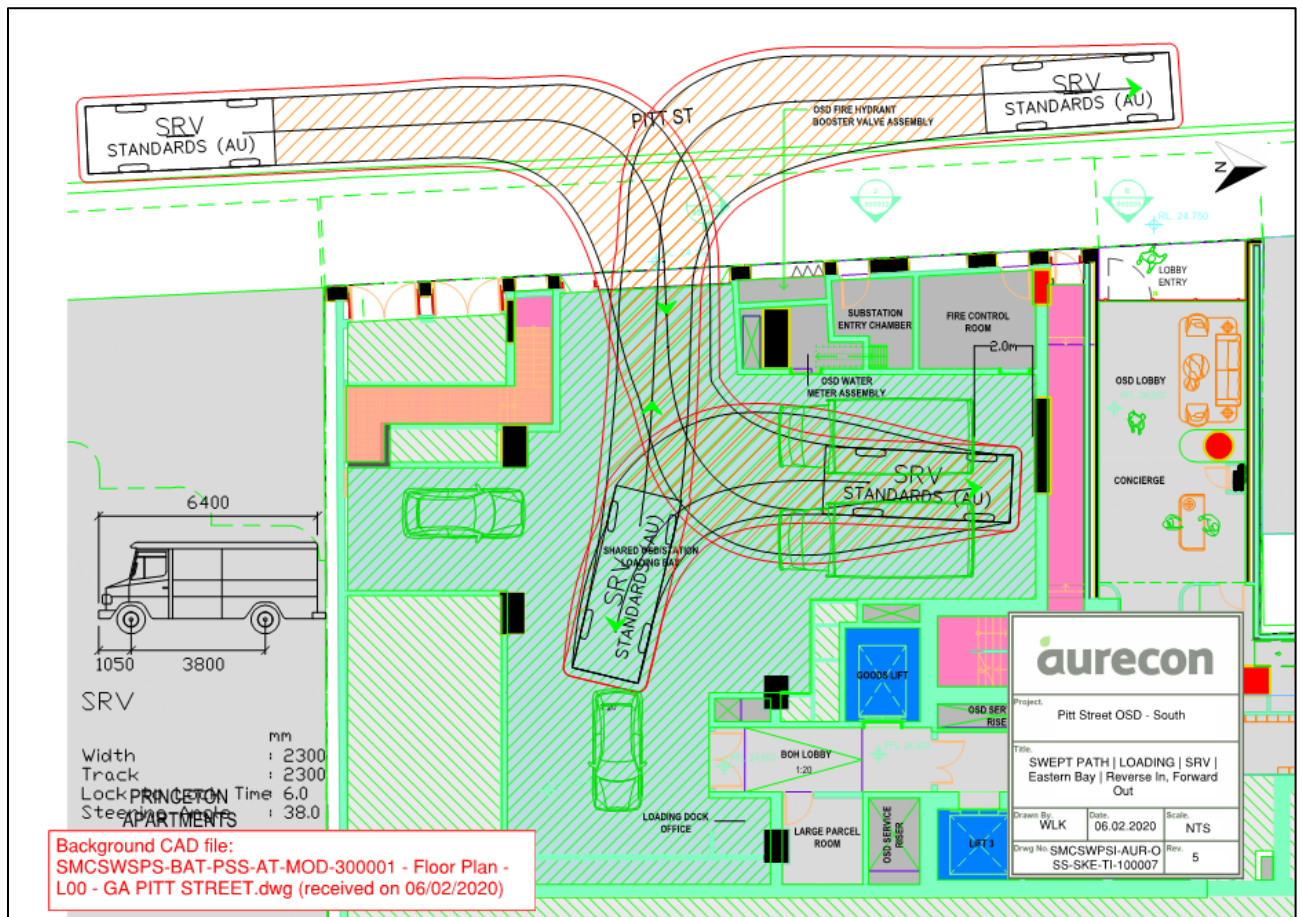 SRV
STANDARDS (AU)
PITT ST
OSD FIRE HYDRANT
BOOSTER VALVE ASSEMBLY
SRV
STANDARDS (AU)
N
RL. 24 750
LOBBY
ENTRY
SUBSTATION
ENTRY CHAMBER
FIRE CONTROL
ROOM
2.0m
OSD WATER
METER ASSEMBLY
OSD LOBBY
CONCIERGE
SRV
STANDARDS (AU)
SHARED OSD/STATION
LOADING BAY
SRV
STANDARDS (AU)
6400
1050
3800
SRV
mm
Width : 2300
Track : 2300
Lock to Lock Time : 6.0
Steering Angle : 38.0
PRINCETON
APARTMENTS
GOODS LIFT
OSD SER
RISE
BOH LOBBY
1:20
LOADING DOCK
OFFICE
LARGE PARCEL
ROOM
OSD SERVICE
RISER
LIFT 3
Background CAD file:
SMCSWSPS-BAT-PSS-AT-MOD-300001 - Floor Plan -
L00 - GA PITT STREET.dwg (received on 06/02/2020)
aurecon
Project.
Pitt Street OSD - South
Title.
SWEPT PATH | LOADING | SRV |
Eastern Bay | Reverse In, Forward
Out
Drawn By. WLK
Date. 06.02.2020
Scale. NTS
Drwg No. SMCSWPSI-AUR-O
SS-SKE-TI-100007
Rev. 5